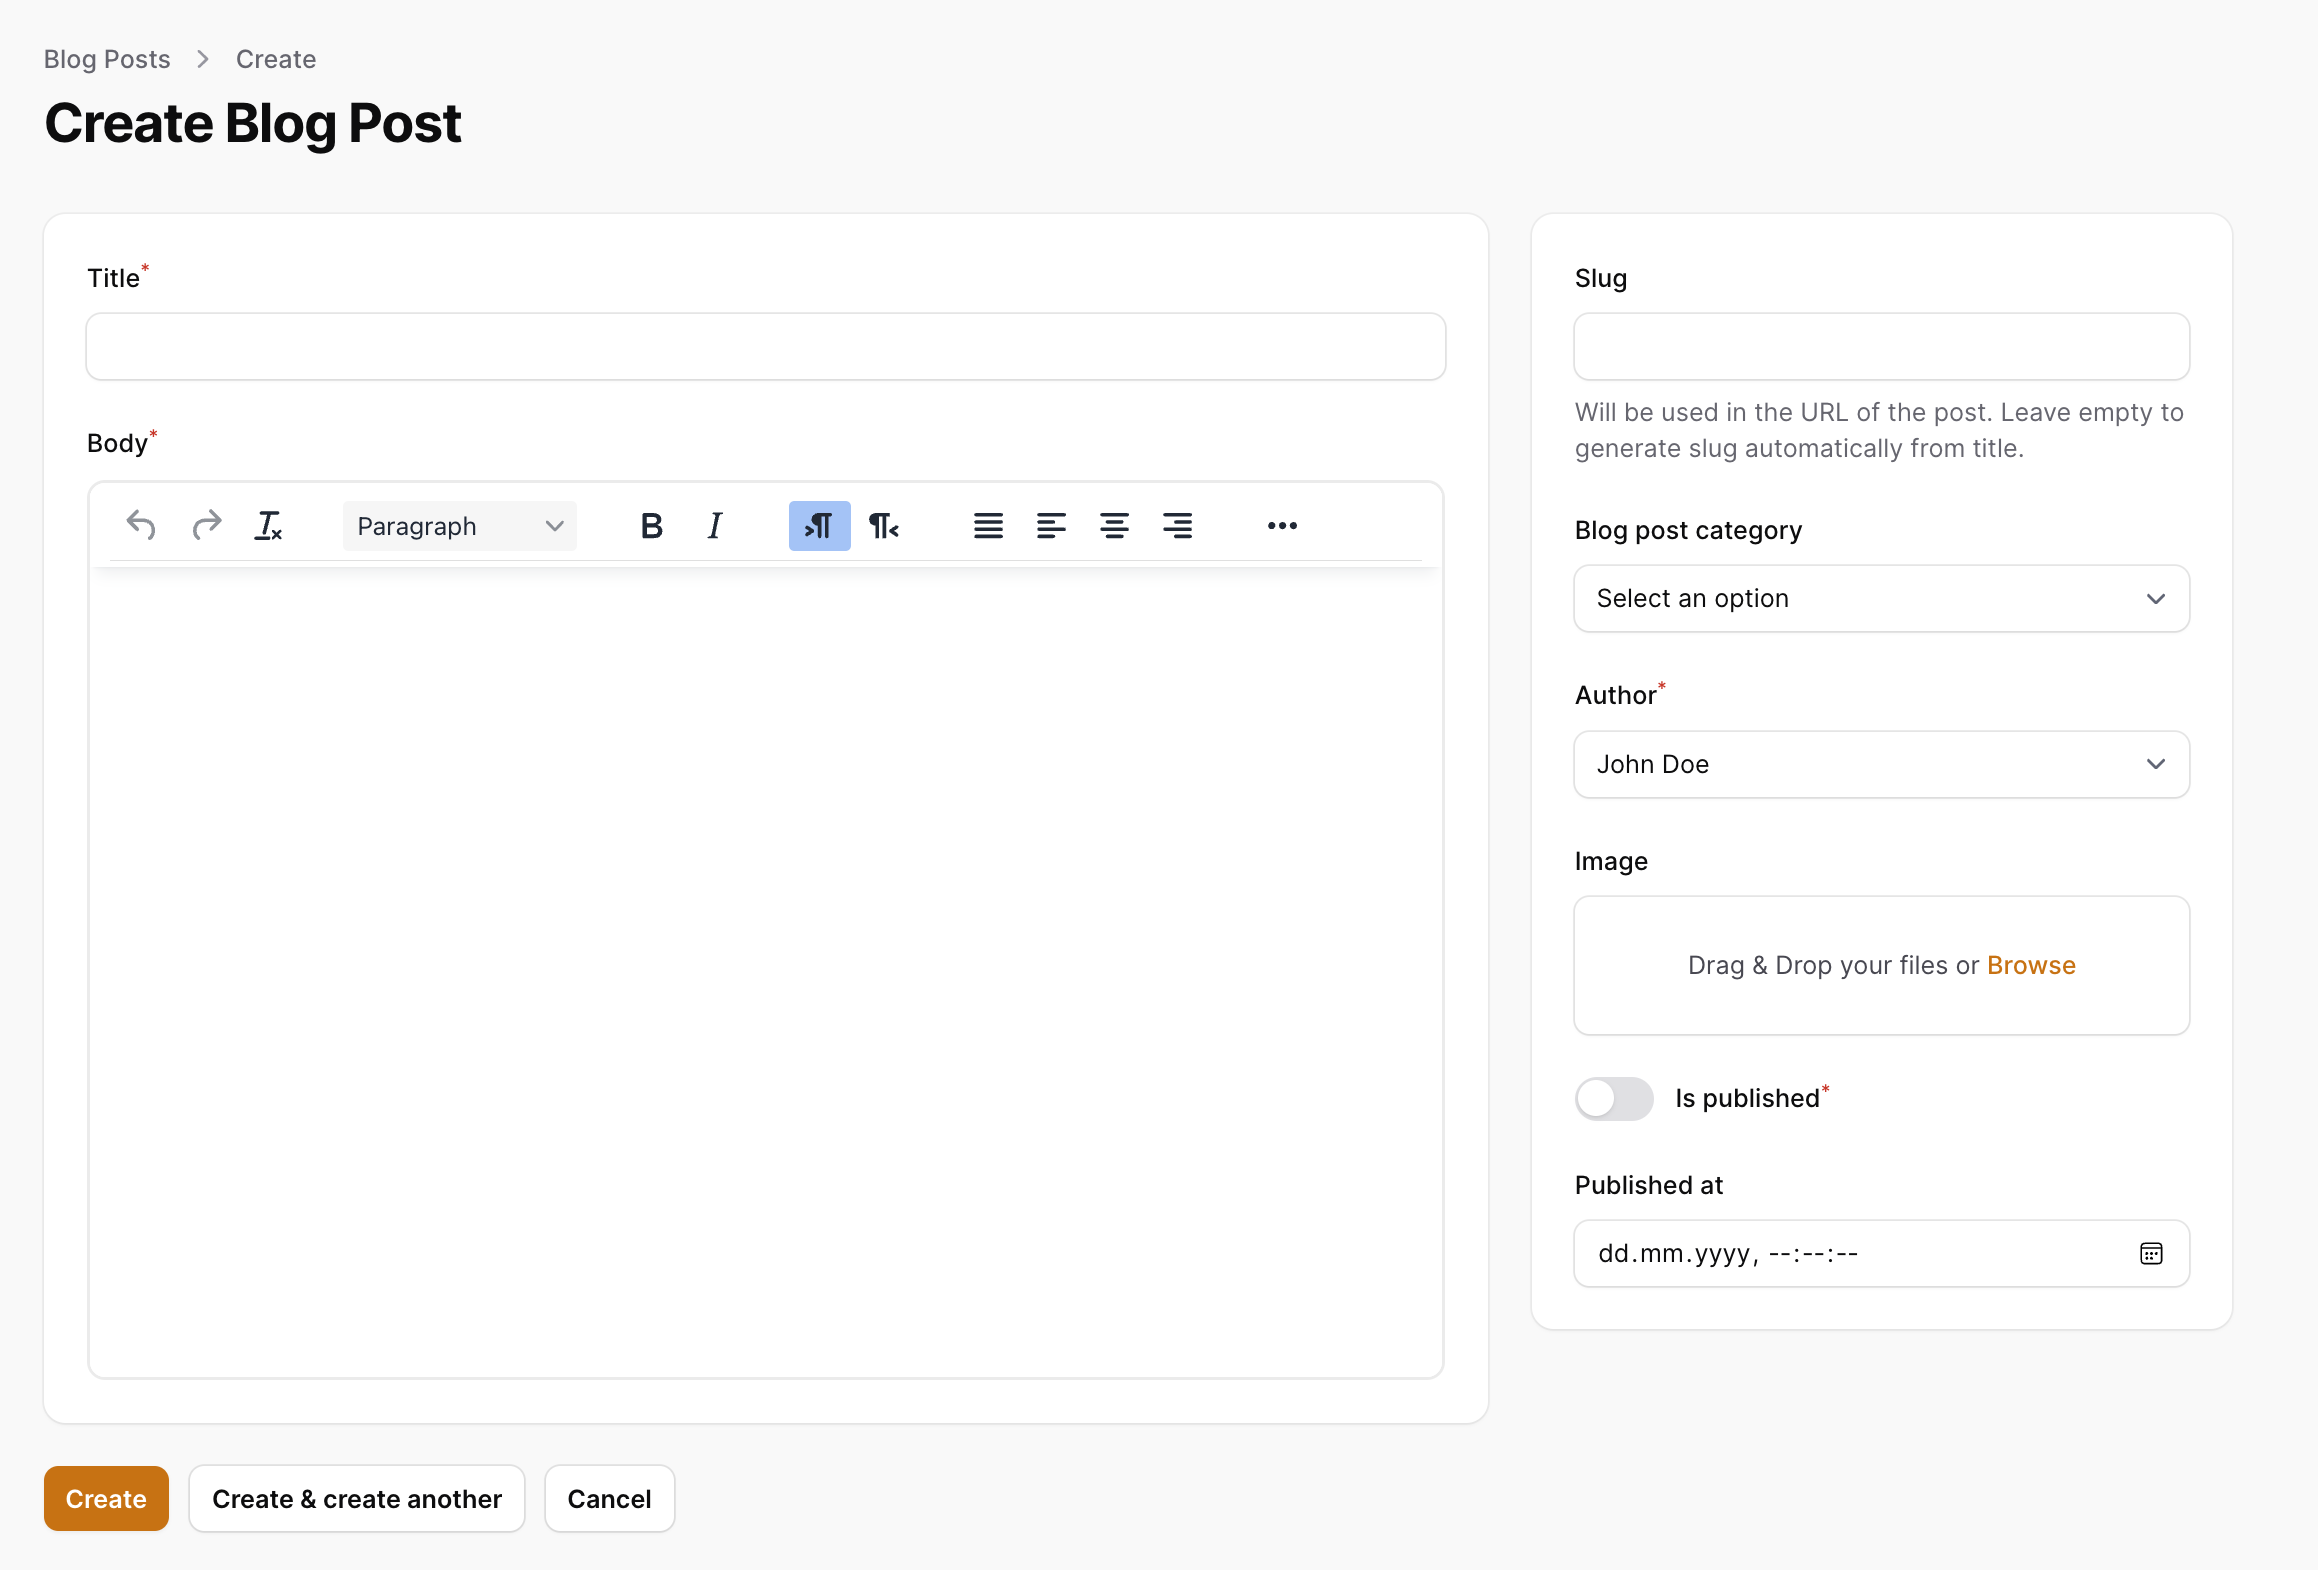 Blog Posts > Create
Create Blog Post
Title*
Body*
Paragraph
Slug
Will be used in the URL of the post. Leave empty to
generate slug automatically from title.
Blog post category
Select an option
Author*
John Doe
Image
Drag & Drop your files or Browse
Is published*
Published at
dd.mm.yyyy, --:--:--
Create
Create & create another
Cancel